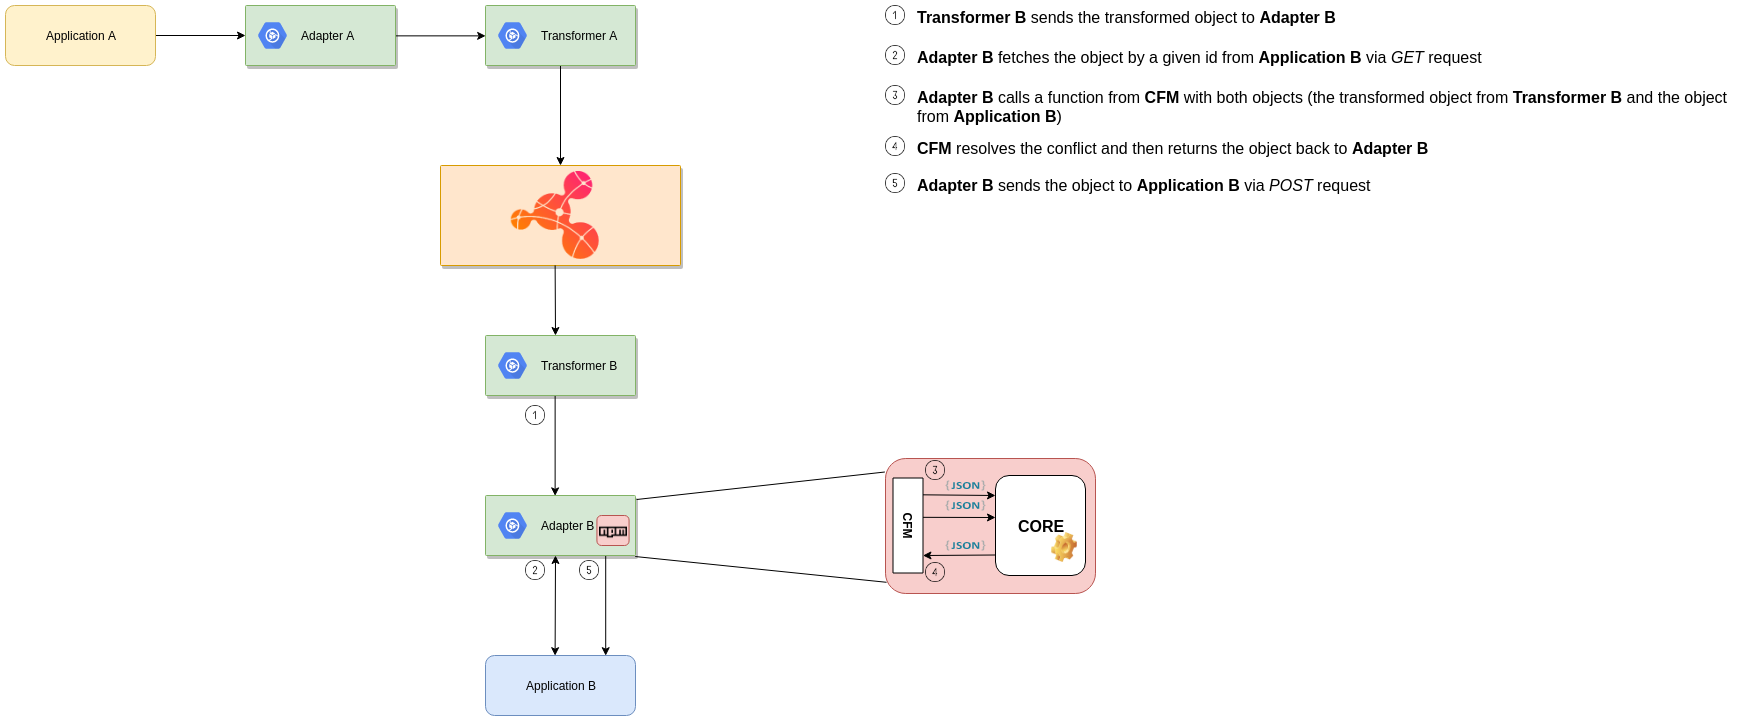 Application A
Adapter A
Transformer A
① Transformer B sends the transformed object to Adapter B
② Adapter B fetches the object by a given id from Application B via GET request
③ Adapter B calls a function from CFM with both objects (the transformed object from Transformer B and the object
from Application B)
④ CFM resolves the conflict and then returns the object back to Adapter B
⑤ Adapter B sends the object to Application B via POST request
Transformer B
①
Adapter B
npm
②
⑤
Application B
③
CFM
{JSON}
{JSON}
{JSON}
④
CORE